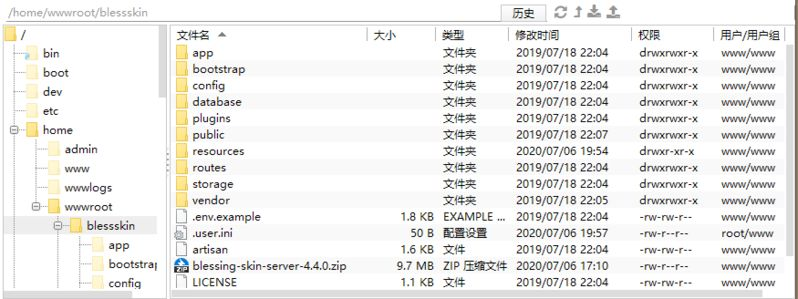 /home/wwwroot/blessskin 历史
/
bin
boot
dev
etc
home
admin
www
wwwlogs
wwwroot
blessskin
app
bootstrap
config
文件名 大小 类型 修改时间 权限 用户/用户组
app 文件夹 2019/07/18 22:04 drwxrwxr-x www/www
bootstrap 文件夹 2019/07/18 22:04 drwxrwxr-x www/www
config 文件夹 2019/07/18 22:04 drwxrwxr-x www/www
database 文件夹 2019/07/18 22:04 drwxrwxr-x www/www
plugins 文件夹 2019/07/18 22:04 drwxrwxr-x www/www
public 文件夹 2019/07/18 22:07 drwxrwxr-x www/www
resources 文件夹 2020/07/06 19:54 drwxr-xr-x www/www
routes 文件夹 2019/07/18 22:04 drwxrwxr-x www/www
storage 文件夹 2019/07/18 22:04 drwxrwxr-x www/www
vendor 文件夹 2019/07/18 22:05 drwxrwxr-x www/www
.env.example 1.8 KB EXAMPLE ... 2019/07/18 22:04 -rw-rw-r-- www/www
.user.ini 50 B 配置设置 2020/07/06 19:57 -rw-r--r-- root/www
artisan 1.6 KB 文件 2019/07/18 22:04 -rw-rw-r-- www/www
ZIP blessing-skin-server-4.4.0.zip 9.7 MB ZIP 压缩文件 2020/07/06 17:10 -rw-r--r-- www/www
LICENSE 1.1 KB 文件 2019/07/18 22:04 -rw-rw-r-- www/www